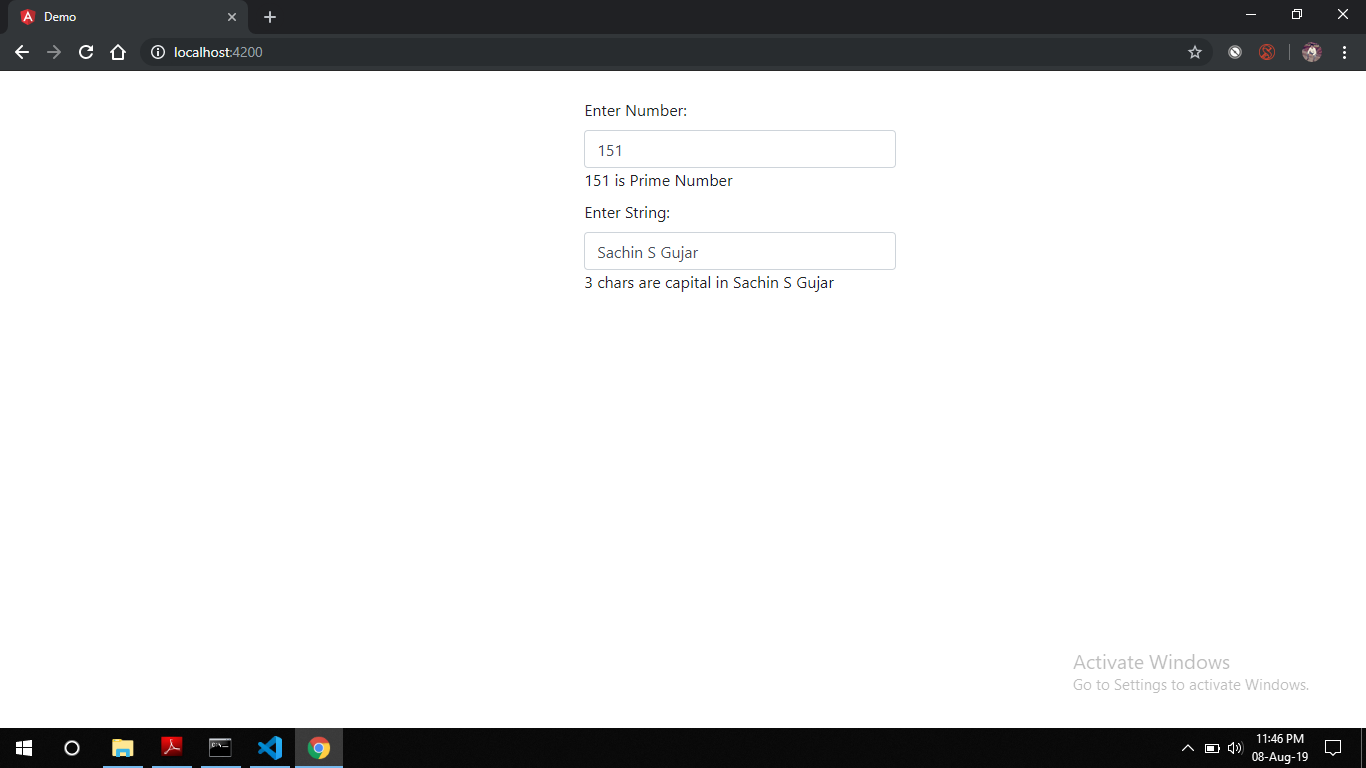 Demo
localhost:4200
Enter Number:
151
151 is Prime Number
Enter String:
Sachin S Gujar
3 chars are capital in Sachin S Gujar
Activate Windows
Go to Settings to activate Windows.
11:46 PM
08-Aug-19